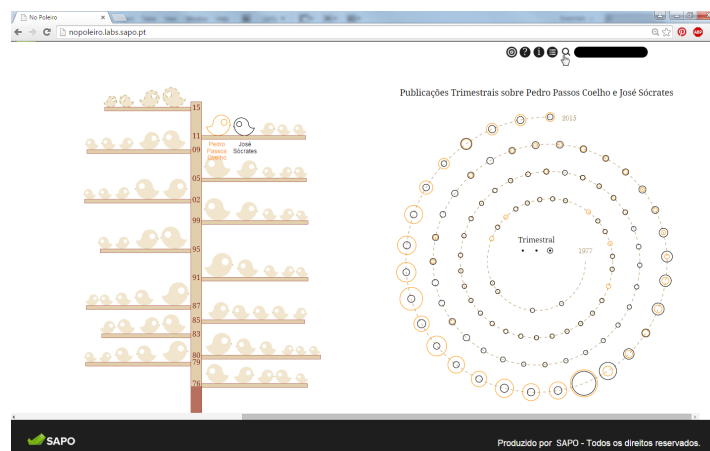 No Poleiro
nopoleiro.labs.sapo.pt
ABP
Publicações Trimestrais sobre Pedro Passos Coelho e José Sócrates
15
11
Pedro
Passos
Coelho
José
Sócrates
09
05
02
99
95
91
87
85
83
80
79
76
2015
Trimestral
1977
SAPO
Produzido por SAPO - Todos os direitos reservados.